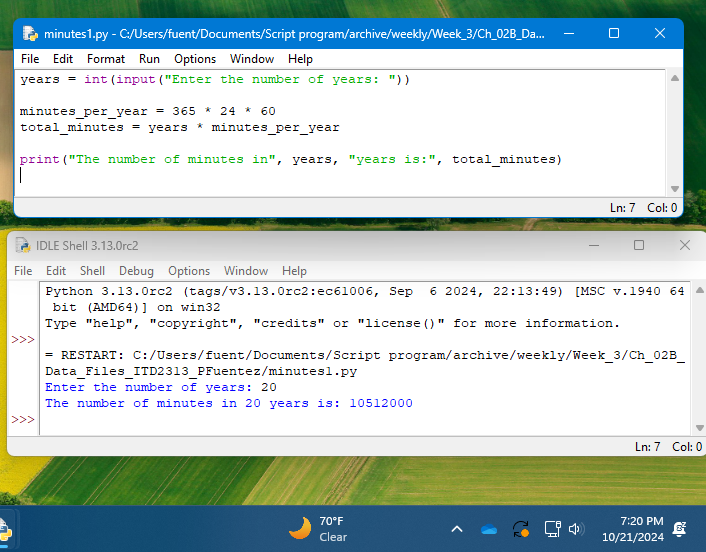 minutes1.py - C:/Users/fuent/Documents/Script program/archive/weekly/Week_3/Ch_02B_Da...
File Edit Format Run Options Window Help
years = int(input("Enter the number of years: "))
minutes_per_year = 365 * 24 * 60
total_minutes = years * minutes_per_year
print("The number of minutes in", years, "years is:", total_minutes)
Ln: 7 Col: 0
IDLE Shell 3.13.0rc2
File Edit Shell Debug Options Window Help
Python 3.13.0rc2 (tags/v3.13.0rc2:ec61006, Sep  6 2024, 22:13:49) [MSC v.1940 64
 bit (AMD64)] on win32
Type "help", "copyright", "credits" or "license()" for more information.
>>>
= RESTART: C:/Users/fuent/Documents/Script program/archive/weekly/Week_3/Ch_02B_
Data_Files_ITD2313_PFuentez/minutes1.py
Enter the number of years: 20
The number of minutes in 20 years is: 10512000
>>>
Ln: 7 Col: 0
70°F
Clear
7:20 PM
10/21/2024